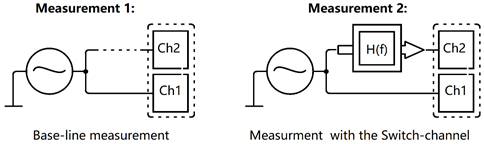 Measurement 1:
Measurement 2:
Ch2
Ch1
H(f)
Ch2
Ch1
Base-line measurement
Measurment with the Switch-channel